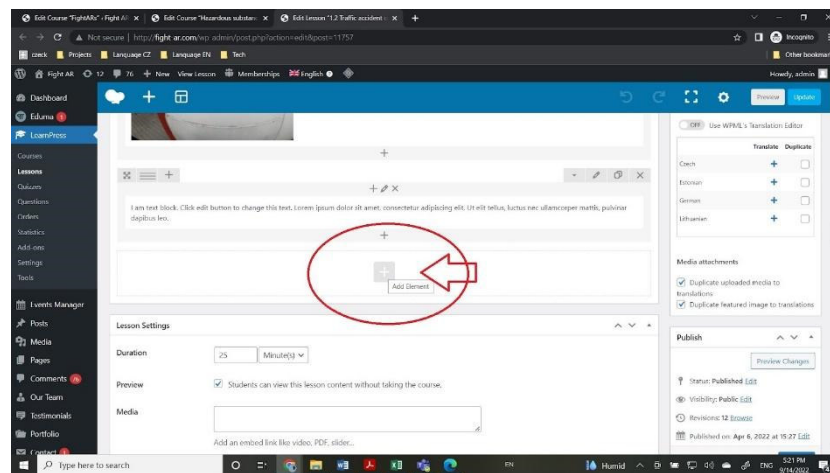 Edit Course "FightARs" ‹ Fight AR
Edit Course "Hazardous substanc
Edit Lesson "1.2 Traffic accident
Not secure | http://fight-ar.com/wp-admin/post.php?action=edit&post=11757
Incognito
czeck
Projects
Language CZ
Language EN
Tech
Other bookmar
Fight AR
12
76
New
View Lesson
Memberships
English
Howdy, admin
Dashboard
Eduma 1
LearnPress
Courses
Lessons
Quizzes
Questions
Orders
Statistics
Add-ons
Settings
Tools
Events Manager
Posts
Media
Pages
Comments 76
Our Team
Testimonials
Portfolio
Contact
Preview
Update
I am text block. Click edit button to change this text. Lorem ipsum dolor sit amet, consectetur adipiscing elit. Ut elit tellus, luctus nec ullamcorper mattis, pulvinar
dapibus leo.
Add Element
Lesson Settings
Duration
25
Minute(s)
Preview
Students can view this lesson content without taking the course.
Media
Add an embed link like video, PDF, slider...
OFF
Use WPML's Translation Editor
Translate
Duplicate
Czech
Estonian
German
Lithuanian
Media attachments
Duplicate uploaded media to
translations
Duplicate featured image to translations
Publish
Preview Changes
Status: Published Edit
Visibility: Public Edit
Revisions: 12 Browse
Published on: Apr 6, 2022 at 15:27 Edit
Type here to search
EN
Humid
ENG
5:21 PM
9/14/2022